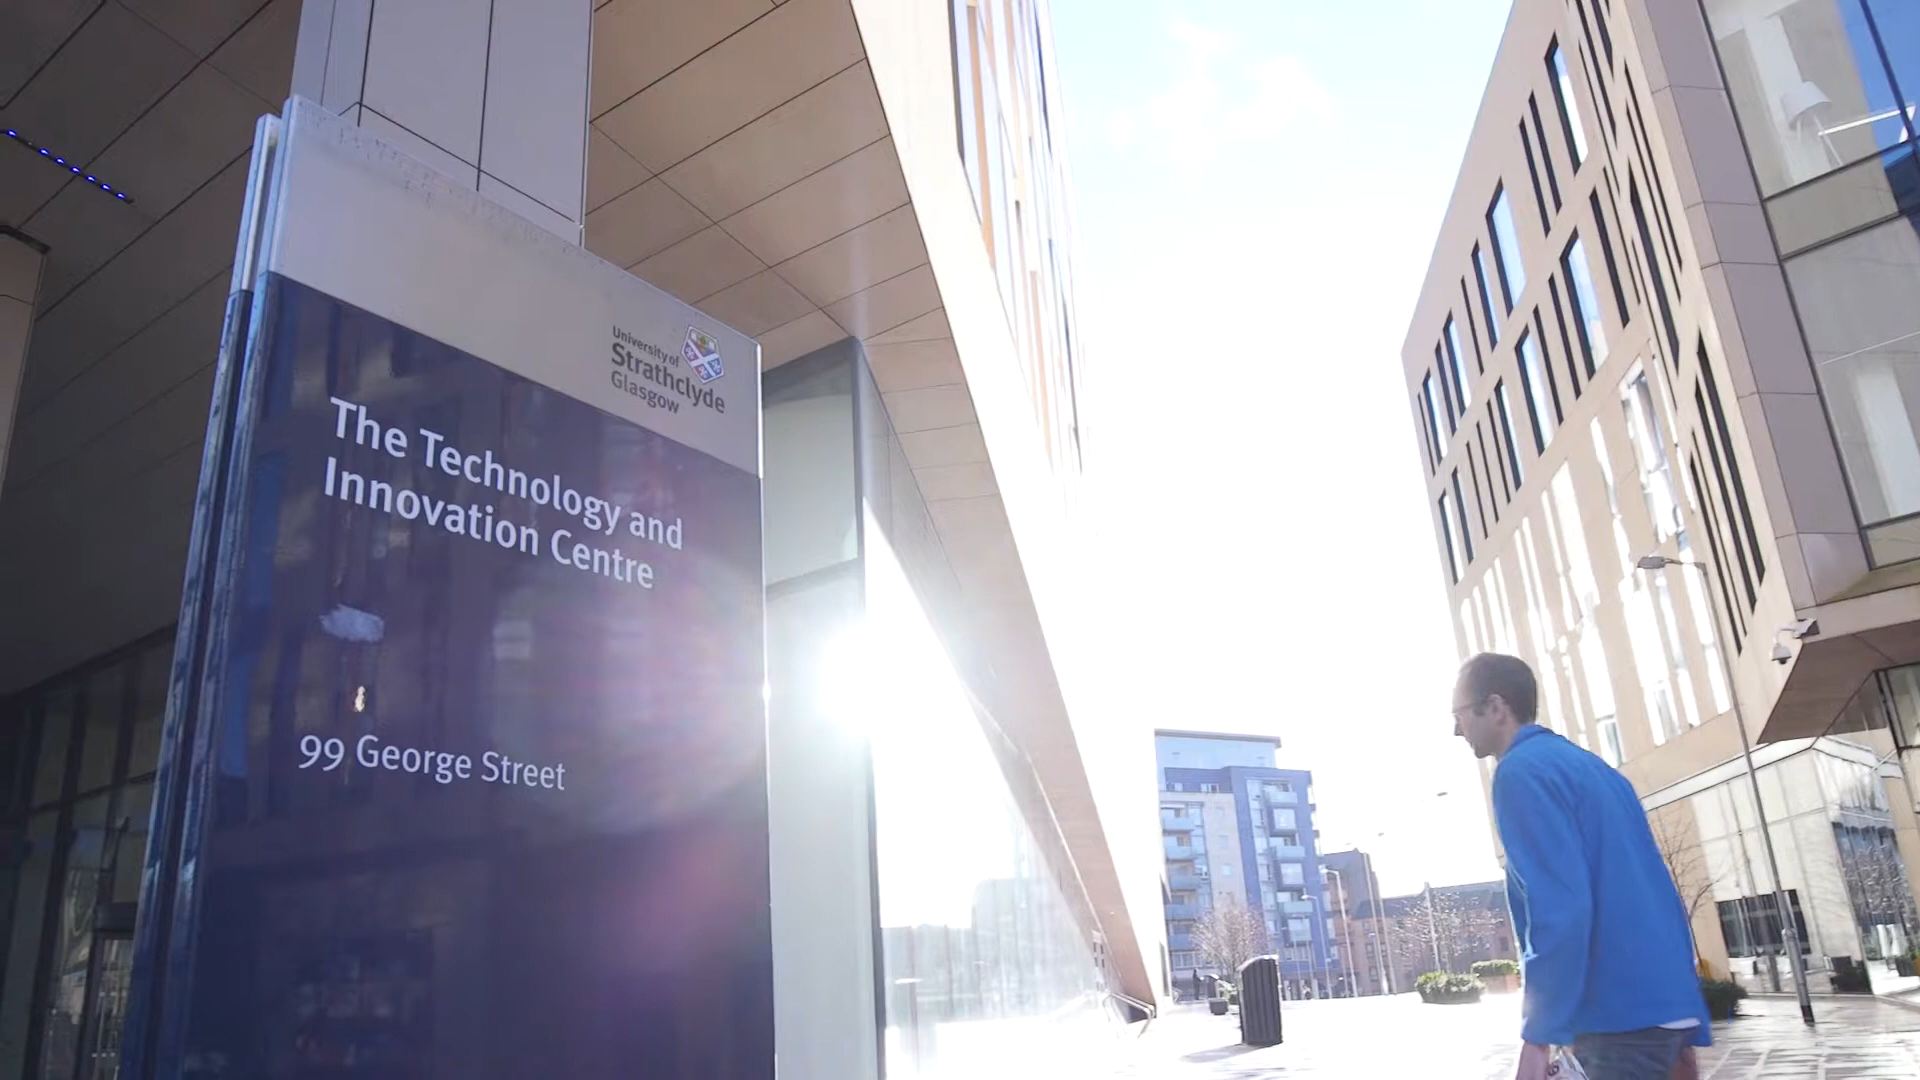 University of
Strathclyde
Glasgow
The Technology and
Innovation Centre
99 George Street